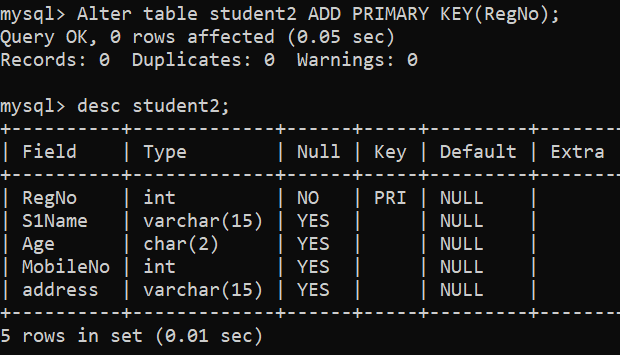 mysql> Alter table student2 ADD PRIMARY KEY(RegNo);
Query OK, 0 rows affected (0.05 sec)
Records: 0  Duplicates: 0  Warnings: 0

mysql> desc student2;
+----------+-------------+------+-----+---------+-------
| Field    | Type        | Null | Key | Default | Extra
+----------+-------------+------+-----+---------+-------
| RegNo    | int         | NO   | PRI | NULL    |
| S1Name   | varchar(15) | YES  |     | NULL    |
| Age      | char(2)     | YES  |     | NULL    |
| MobileNo | int         | YES  |     | NULL    |
| address  | varchar(15) | YES  |     | NULL    |
+----------+-------------+------+-----+---------+-------
5 rows in set (0.01 sec)